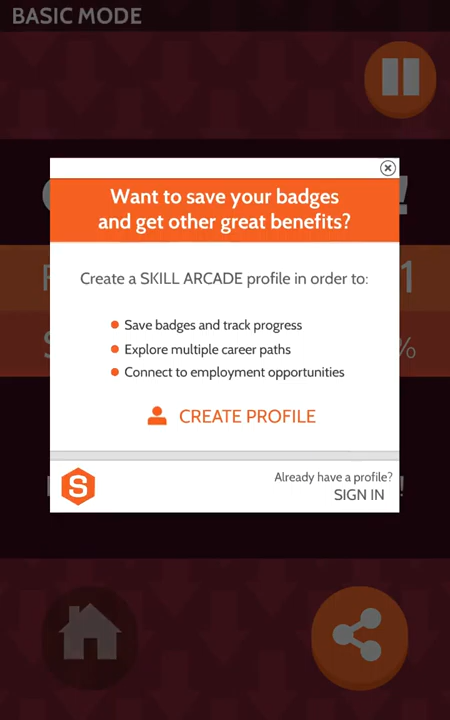 BASIC MODE
Want to save your badges
and get other great benefits?
Create a SKILL ARCADE profile in order to:
Save badges and track progress
Explore multiple career paths
Connect to employment opportunities
CREATE PROFILE
S
Already have a profile?
SIGN IN